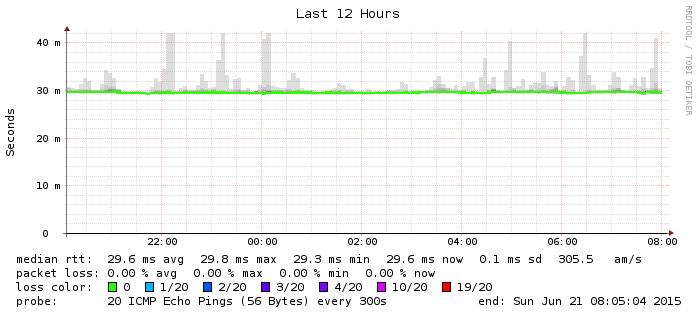 Last 12 Hours
RRDTOOL / TOBI OETIKER
Seconds
40 m
30 m
20 m
10 m
0
22:00 00:00 02:00 04:00 06:00 08:00
median rtt: 29.6 ms avg 29.8 ms max 29.3 ms min 29.6 ms now 0.1 ms sd 305.5 am/s
packet loss: 0.00 % avg 0.00 % max 0.00 % min 0.00 % now
loss color: 0 1/20 2/20 3/20 4/20 10/20 19/20
probe: 20 ICMP Echo Pings (56 Bytes) every 300s end: Sun Jun 21 08:05:04 2015